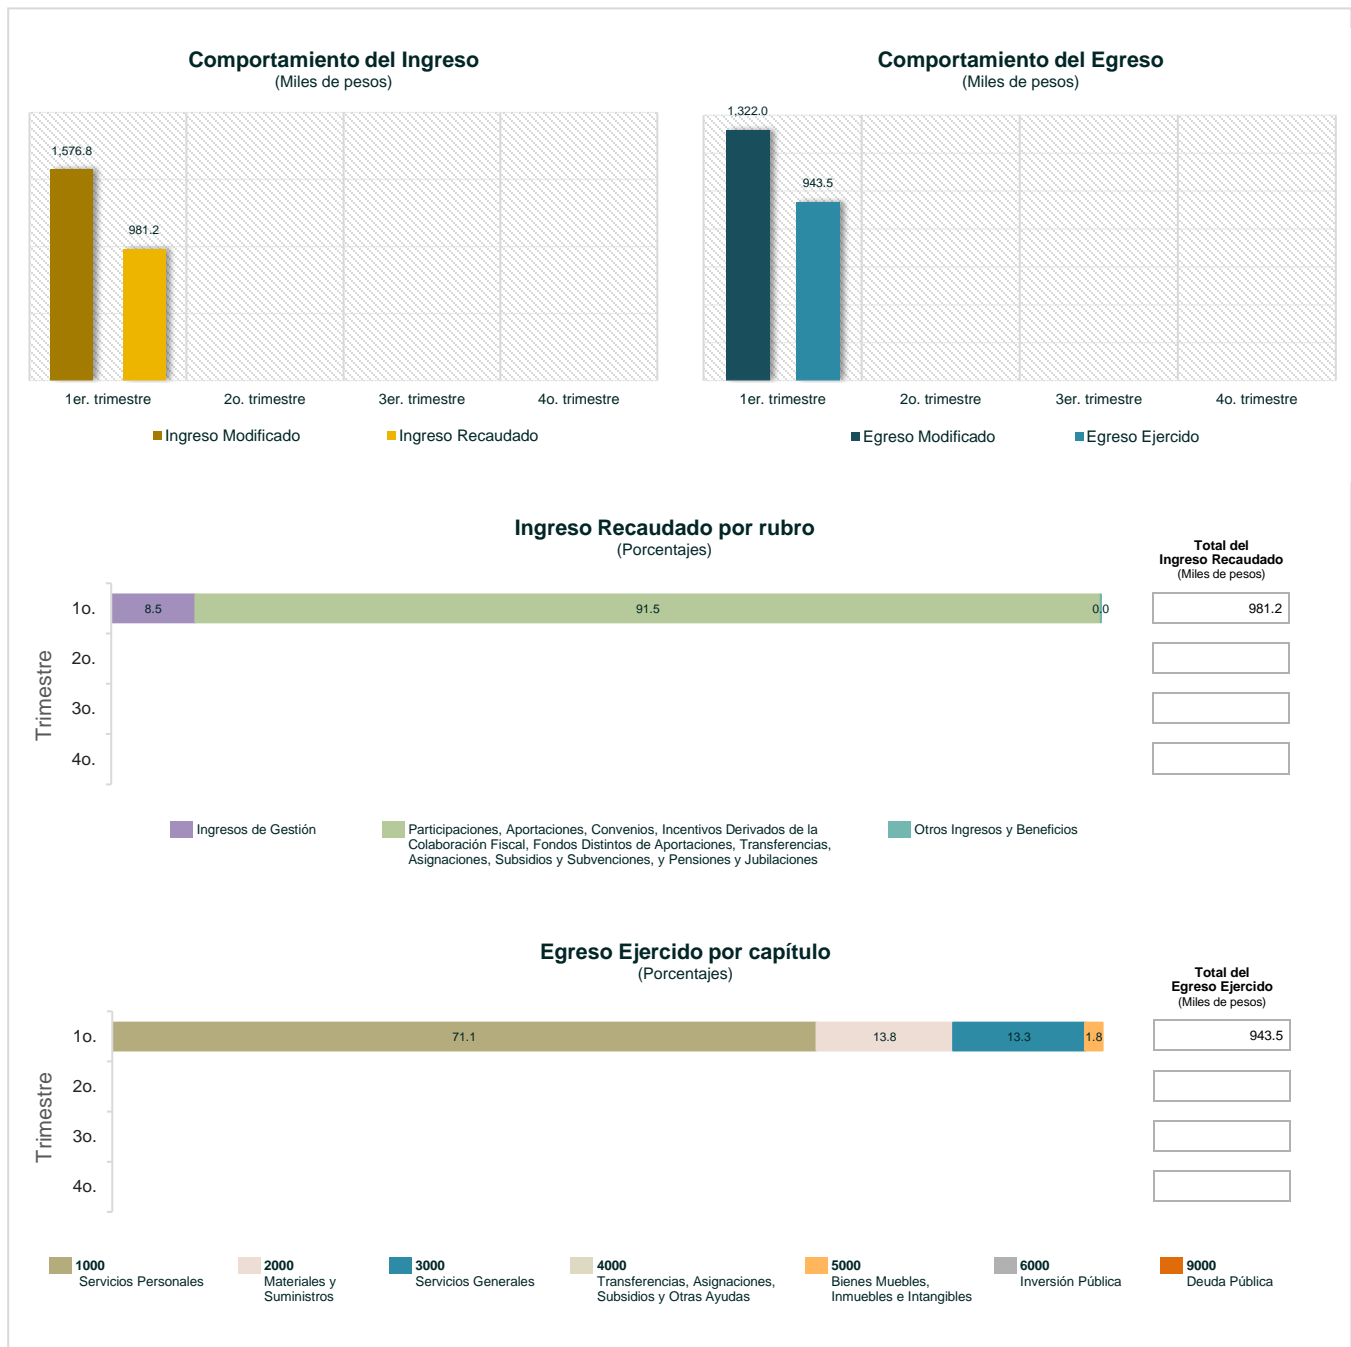 Comportamiento del Ingreso
(Miles de pesos)
1,576.8
981.2
1er. trimestre
2o. trimestre
3er. trimestre
4o. trimestre
Ingreso Modificado
Ingreso Recaudado
Comportamiento del Egreso
(Miles de pesos)
1,322.0
943.5
1er. trimestre
2o. trimestre
3er. trimestre
4o. trimestre
Egreso Modificado
Egreso Ejercido
Ingreso Recaudado por rubro
(Porcentajes)
Total del
Ingreso Recaudado
(Miles de pesos)
Trimestre
1o.
8.5
91.5
0.0
981.2
2o.
3o.
4o.
Ingresos de Gestión
Participaciones, Aportaciones, Convenios, Incentivos Derivados de la
Colaboración Fiscal, Fondos Distintos de Aportaciones, Transferencias,
Asignaciones, Subsidios y Subvenciones, y Pensiones y Jubilaciones
Otros Ingresos y Beneficios
Egreso Ejercido por capítulo
(Porcentajes)
Total del
Egreso Ejercido
(Miles de pesos)
Trimestre
1o.
71.1
13.8
13.3
1.8
943.5
2o.
3o.
4o.
1000
Servicios Personales
2000
Materiales y
Suministros
3000
Servicios Generales
4000
Transferencias, Asignaciones,
Subsidios y Otras Ayudas
5000
Bienes Muebles,
Inmuebles e Intangibles
6000
Inversión Pública
9000
Deuda Pública